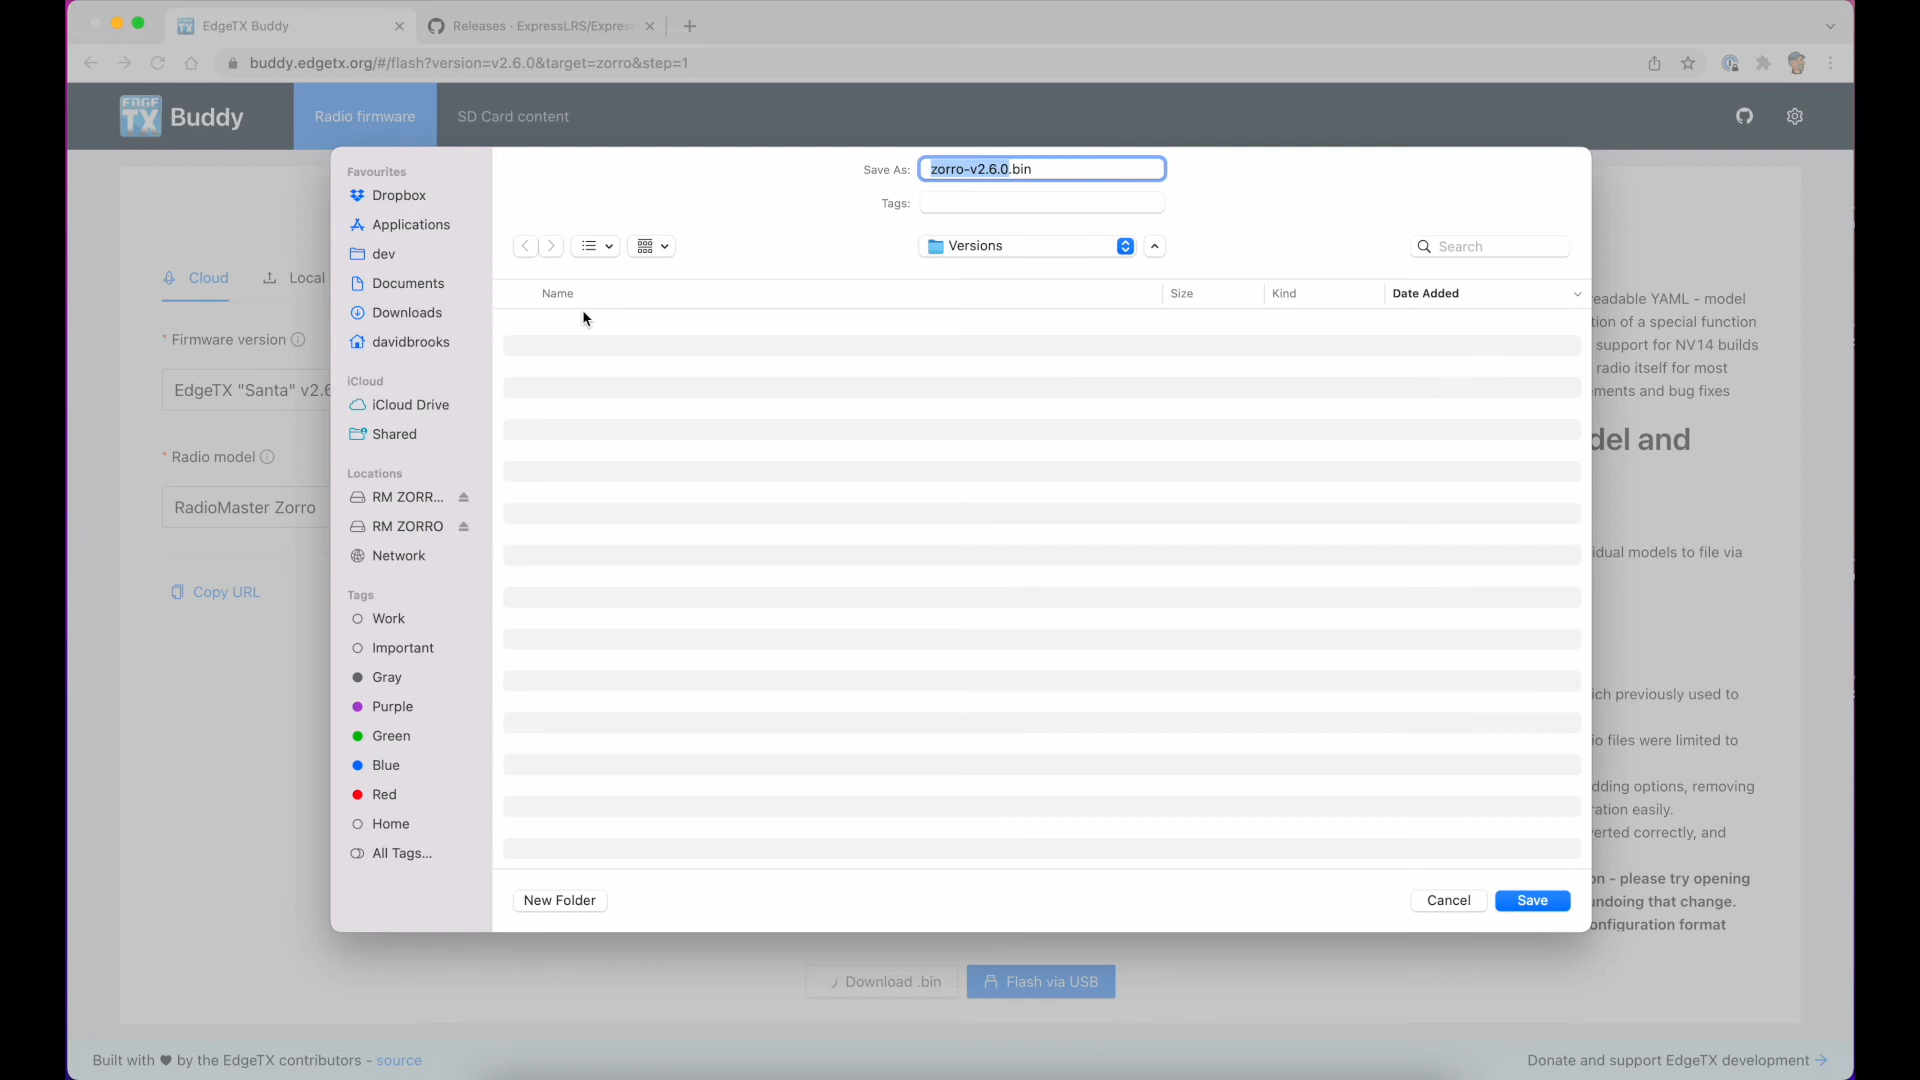 EdgeTX Buddy
Releases · ExpressLRS/Express
buddy.edgetx.org/#/flash?version=v2.6.0&target=zorro&step=1
EDGE TX Buddy
Radio firmware
SD Card content
Save As: zorro-v2.6.0.bin
Tags:
Versions
Search
Name
Size
Kind
Date Added
Favourites
Dropbox
Applications
dev
Documents
Downloads
davidbrooks
iCloud
iCloud Drive
Shared
Locations
RM ZORR...
RM ZORRO
Network
Tags
Work
Important
Gray
Purple
Green
Blue
Red
Home
All Tags...
New Folder
Cancel
Save
Cloud
Local
* Firmware version
EdgeTX "Santa" v2.6
* Radio model
RadioMaster Zorro
Copy URL
readable YAML - model
tion of a special function
support for NV14 builds
radio itself for most
ments and bug fixes
del and
idual models to file via
ich previously used to
io files were limited to
dding options, removing
ation easily.
verted correctly, and
on - please try opening
undoing that change.
onfiguration format
Download .bin
Flash via USB
Built with ♥ by the EdgeTX contributors - source
Donate and support EdgeTX development →